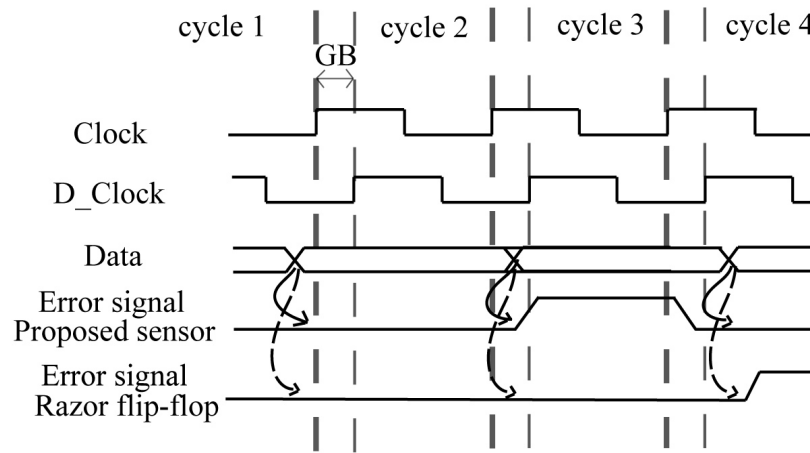 cycle 1
cycle 2
cycle 3
cycle 4
GB
Clock
D_Clock
Data
Error signal
Proposed sensor
Error signal
Razor flip-flop